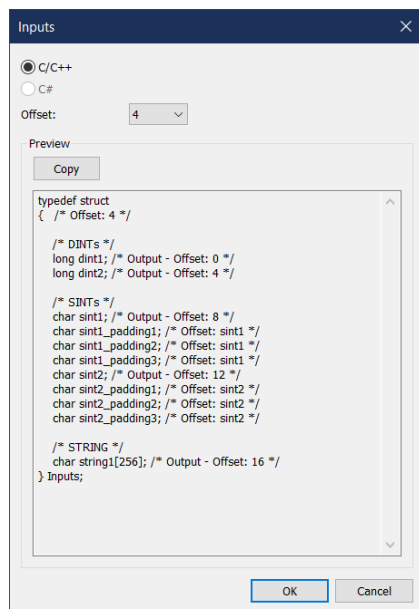 Inputs
C/C++
C#
Offset: 4
Preview
Copy
typedef struct
{ /* Offset: 4 */
/* DINTs */
long dint1; /* Output - Offset: 0 */
long dint2; /* Output - Offset: 4 */
/* SINTs */
char sint1; /* Output - Offset: 8 */
char sint1_padding1; /* Offset: sint1 */
char sint1_padding2; /* Offset: sint1 */
char sint1_padding3; /* Offset: sint1 */
char sint2; /* Output - Offset: 12 */
char sint2_padding1; /* Offset: sint2 */
char sint2_padding2; /* Offset: sint2 */
char sint2_padding3; /* Offset: sint2 */
/* STRING */
char string1[256]; /* Output - Offset: 16 */
} Inputs;
OK Cancel